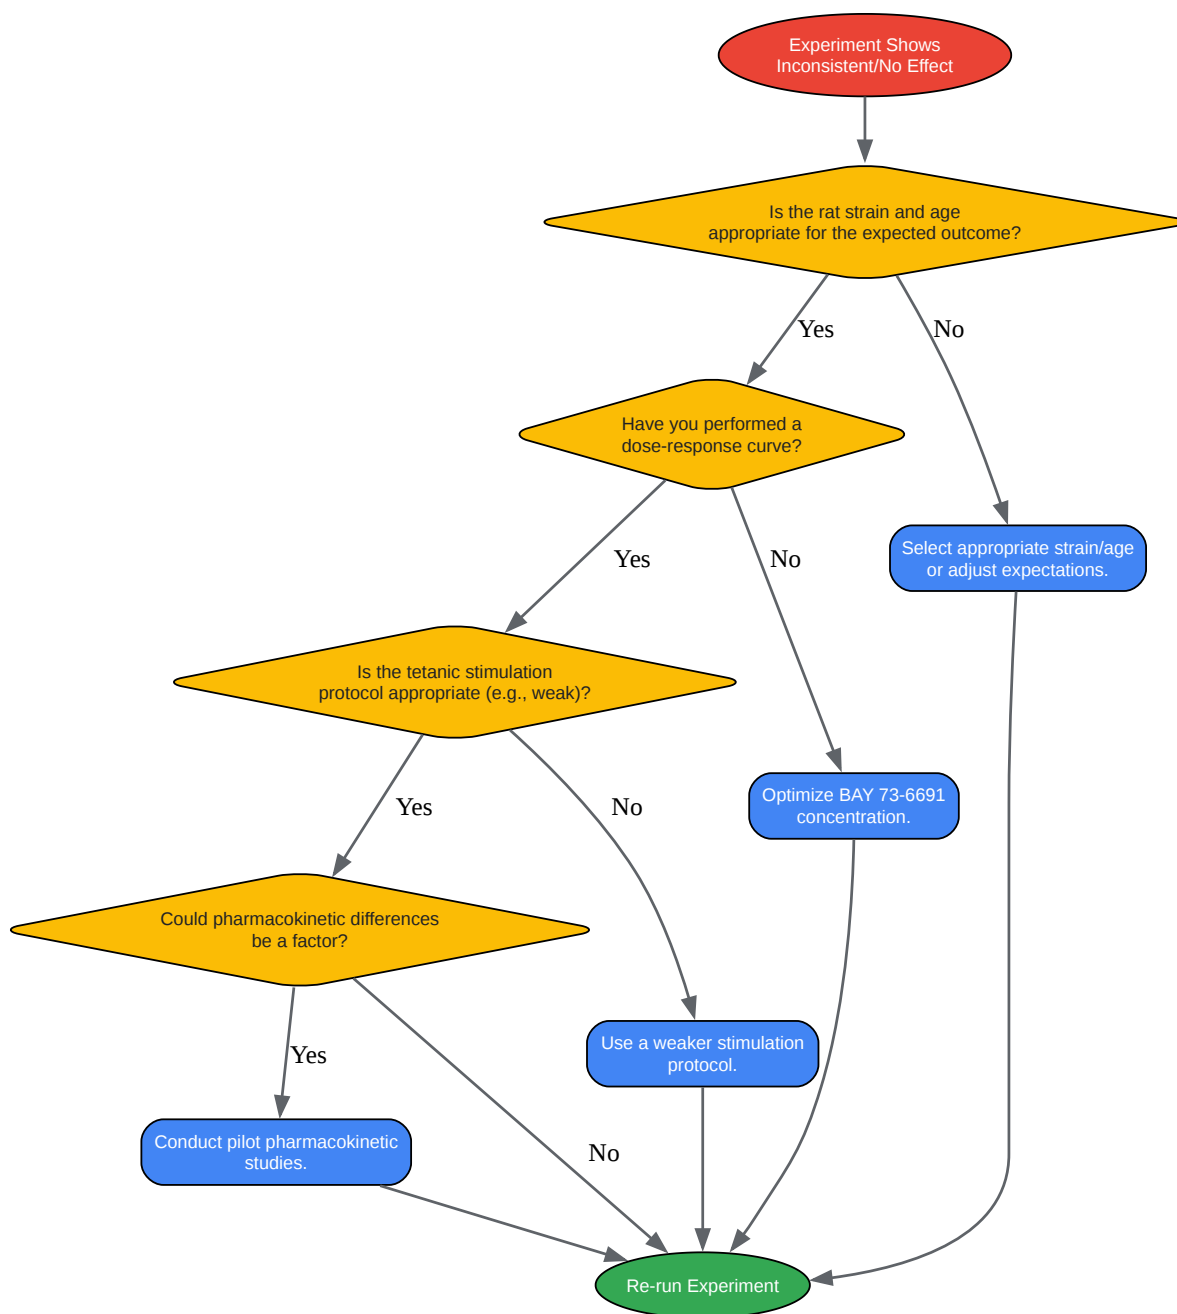 Experiment Shows
Inconsistent/No Effect
Is the rat strain and age
appropriate for the expected outcome?
Yes
No
Have you performed a
dose-response curve?
Yes
No
Select appropriate strain/age
or adjust expectations.
Is the tetanic stimulation
protocol appropriate (e.g., weak)?
Yes
No
Optimize BAY 73-6691
concentration.
Could pharmacokinetic differences
be a factor?
Yes
No
Use a weaker stimulation
protocol.
Conduct pilot pharmacokinetic
studies.
Re-run Experiment